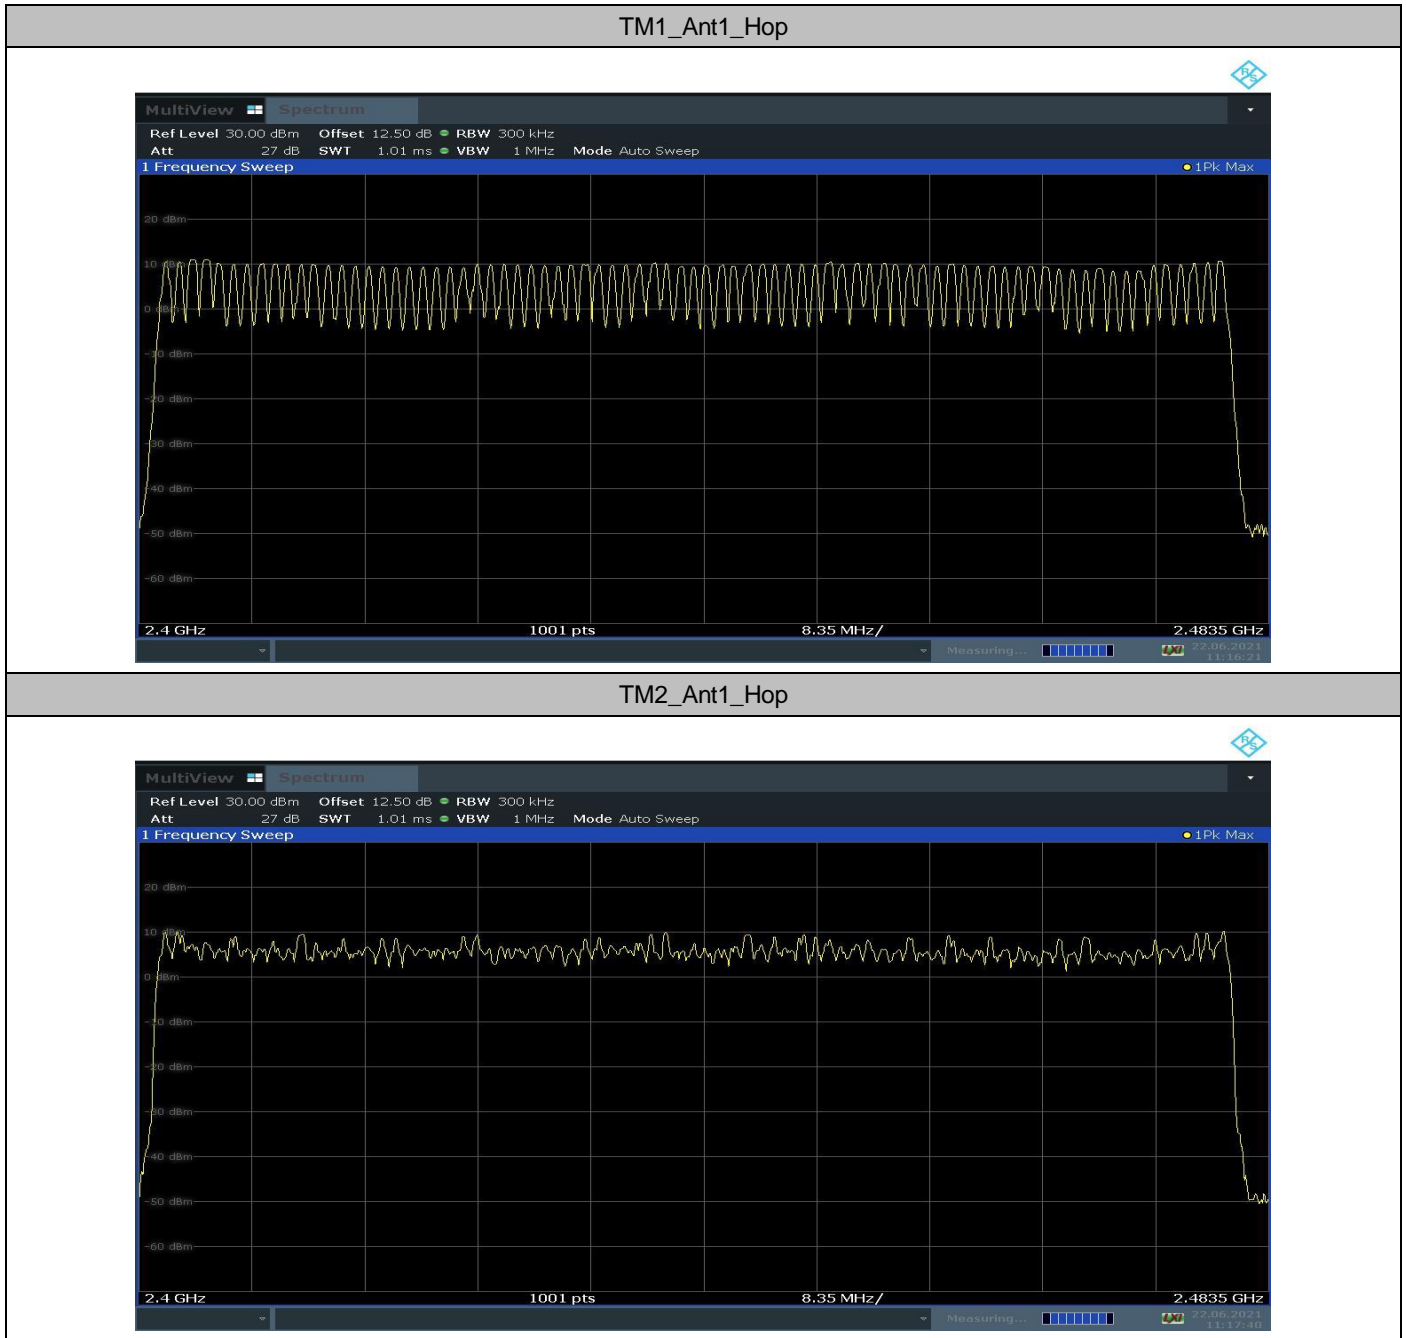 TM1_Ant1_Hop
R&S
MultiView Spectrum
Ref Level 30.00 dBm Offset 12.50 dB RBW 300 kHz
Att 27 dB SWT 1.01 ms VBW 1 MHz Mode Auto Sweep
1 Frequency Sweep 1Pk Max
20 dBm
10 dBm
0 dBm
-10 dBm
-20 dBm
-30 dBm
-40 dBm
-50 dBm
-60 dBm
2.4 GHz 1001 pts 8.35 MHz/ 2.4835 GHz
Measuring... 22.06.2021
11:16:21
TM2_Ant1_Hop
R&S
MultiView Spectrum
Ref Level 30.00 dBm Offset 12.50 dB RBW 300 kHz
Att 27 dB SWT 1.01 ms VBW 1 MHz Mode Auto Sweep
1 Frequency Sweep 1Pk Max
20 dBm
10 dBm
0 dBm
-10 dBm
-20 dBm
-30 dBm
-40 dBm
-50 dBm
-60 dBm
2.4 GHz 1001 pts 8.35 MHz/ 2.4835 GHz
Measuring... 22.06.2021
11:17:40